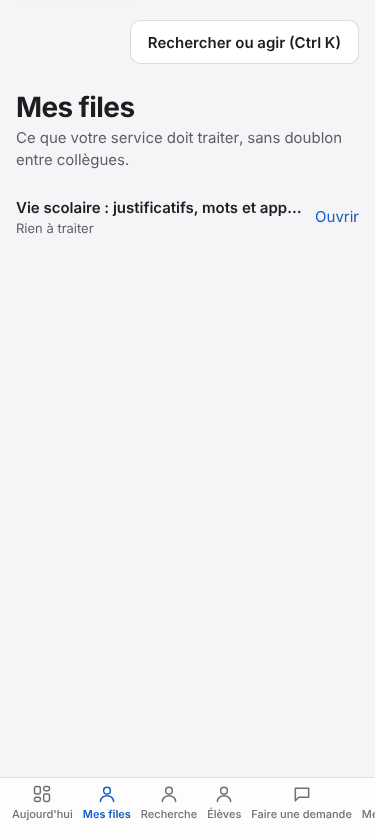 Rechercher ou agir (Ctrl K)
Mes files
Ce que votre service doit traiter, sans doublon
entre collègues.
Vie scolaire : justificatifs, mots et app...
Rien à traiter
Ouvrir
Aujourd'hui
Mes files
Recherche
Élèves
Faire une demande